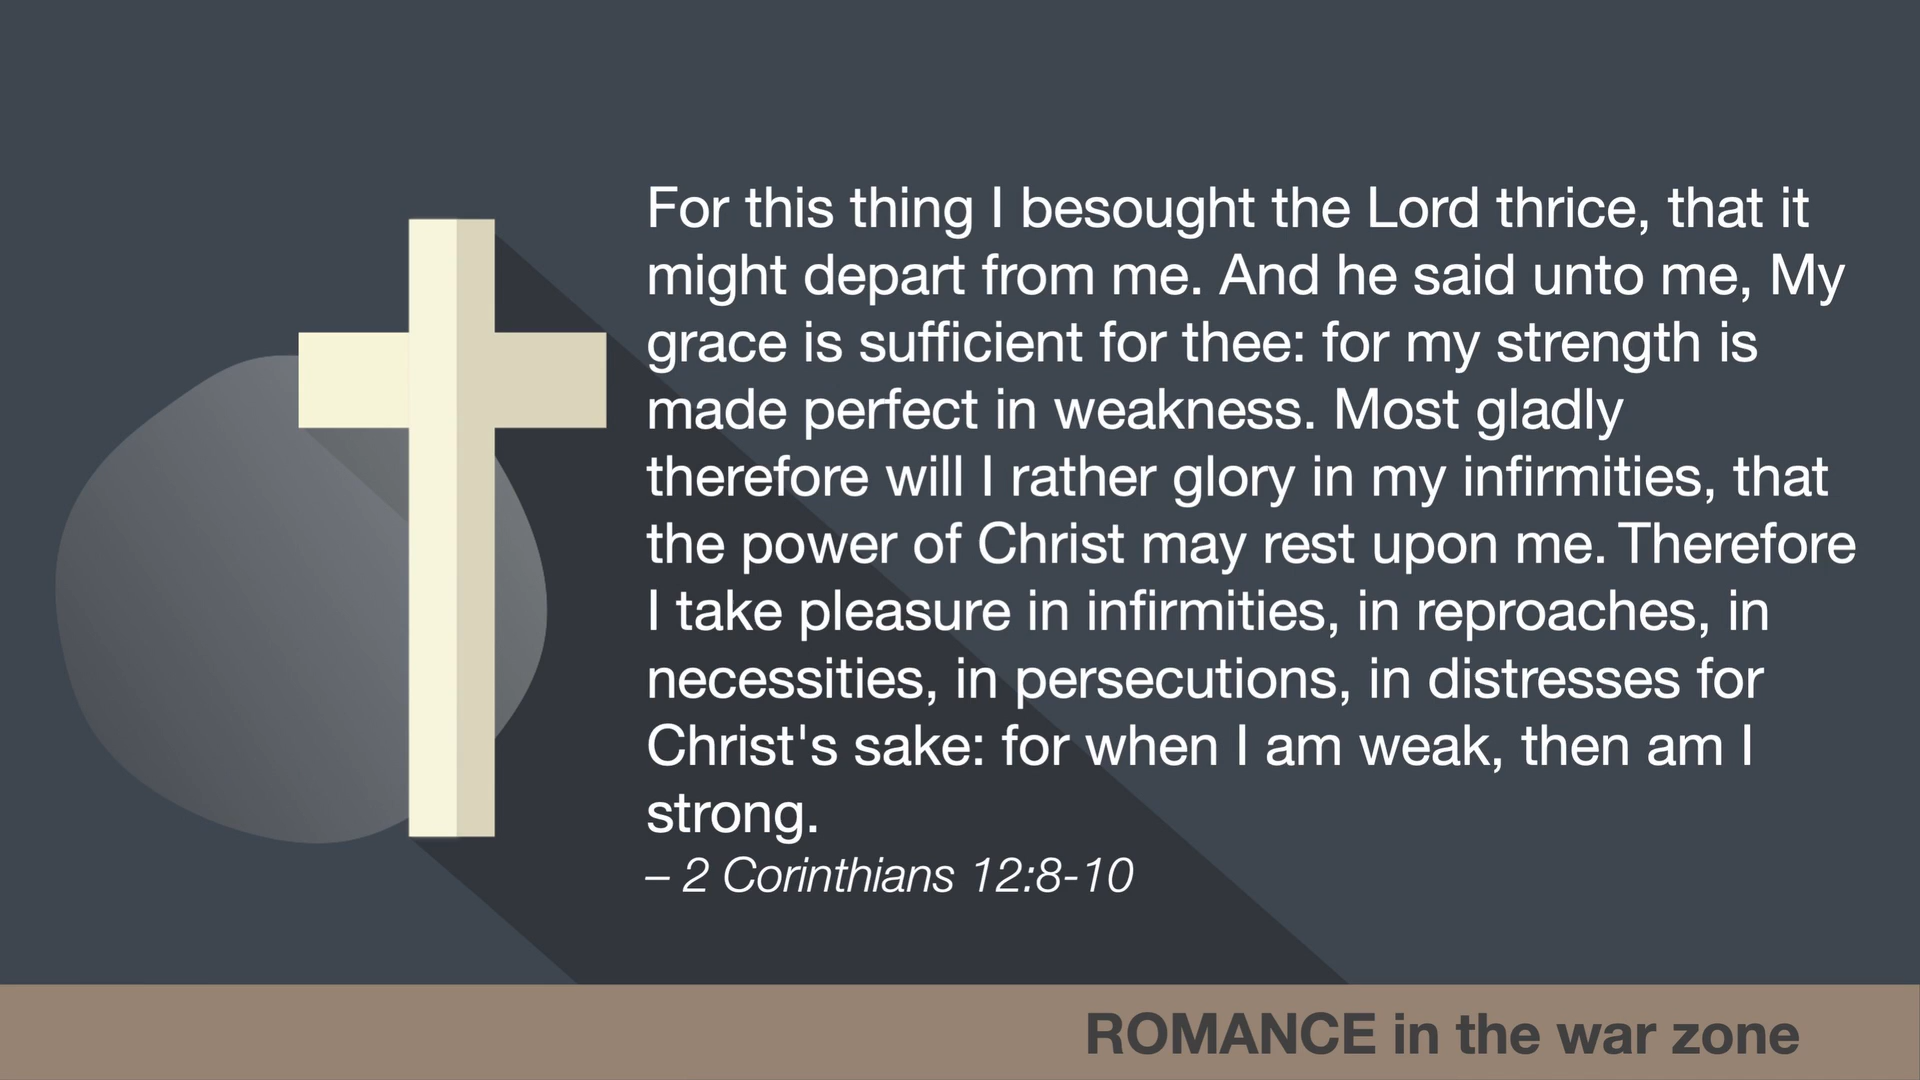 For this thing I besought the Lord thrice, that it
might depart from me. And he said unto me, My
grace is sufficient for thee: for my strength is
made perfect in weakness. Most gladly
therefore will I rather glory in my infirmities, that
the power of Christ may rest upon me. Therefore
I take pleasure in infirmities, in reproaches, in
necessities, in persecutions, in distresses for
Christ's sake: for when I am weak, then am I
strong.
– 2 Corinthians 12:8-10
ROMANCE in the war zone